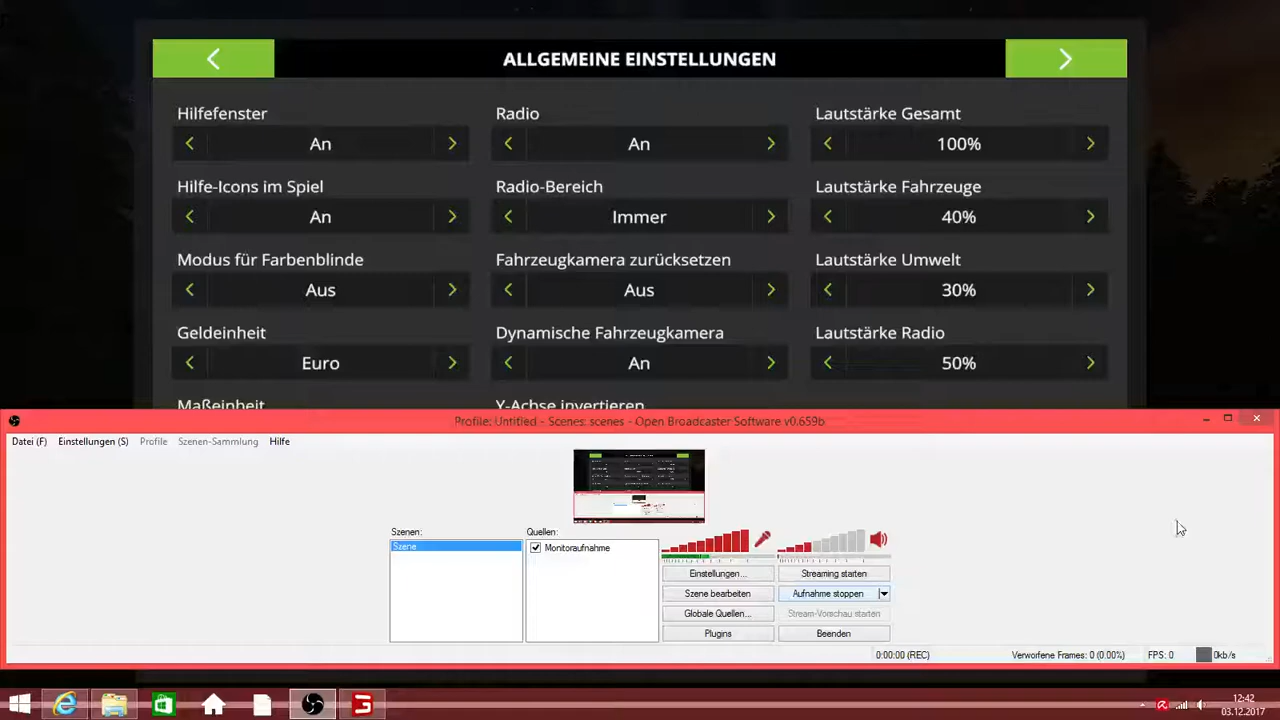 ALLGEMEINE EINSTELLUNGEN
Hilfefenster
An
Radio
An
Lautstärke Gesamt
100%
Hilfe-Icons im Spiel
An
Radio-Bereich
Immer
Lautstärke Fahrzeuge
40%
Modus für Farbenblinde
Aus
Fahrzeugkamera zurücksetzen
Aus
Lautstärke Umwelt
30%
Geldeinheit
Euro
Dynamische Fahrzeugkamera
An
Lautstärke Radio
50%
Maßeinheit
Y-Achse invertieren
Profile: Untitled - Scenes: scenes - Open Broadcaster Software v0.659b
Datei (F) Einstellungen (S) Profile Szenen-Sammlung Hilfe
Szenen:
Szene
Quellen:
Monitoraufnahme
Einstellungen... Streaming starten
Szene bearbeiten Aufnahme stoppen
Globale Quellen... Stream-Vorschau starten
Plugins Beenden
0:00:00 (REC) Verworfene Frames: 0 (0.00%) FPS: 0 0kb/s
12:42
03.12.2017